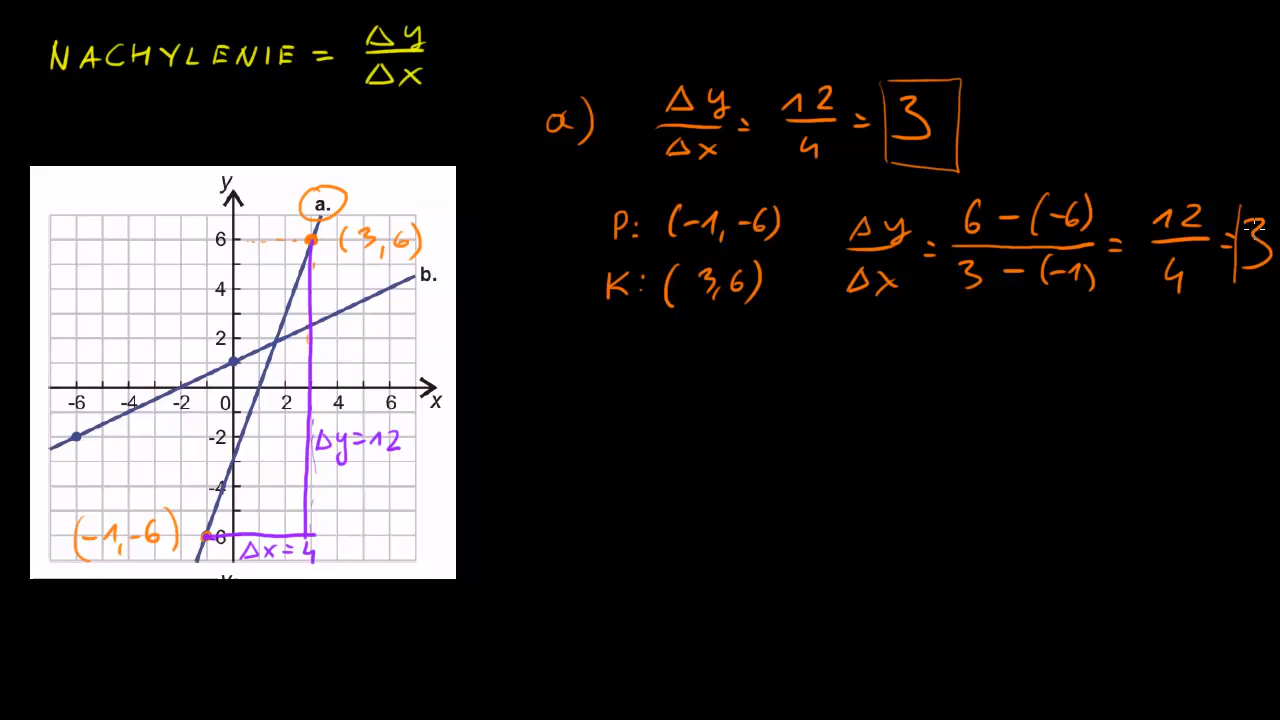 NACHYLENIE = Δy/Δx
a) Δy/Δx = 12/4 = 3
P: (-1, -6) Δy/Δx = 6-(-6)/3-(-1) = 12/4 = 3
K: (3,6)
y
a.
6 (3,6)
b.
4
2
-6 -2 0 2 4 6 x
-2
Δy=12
-4
(-1,-6) -6
Δx=4